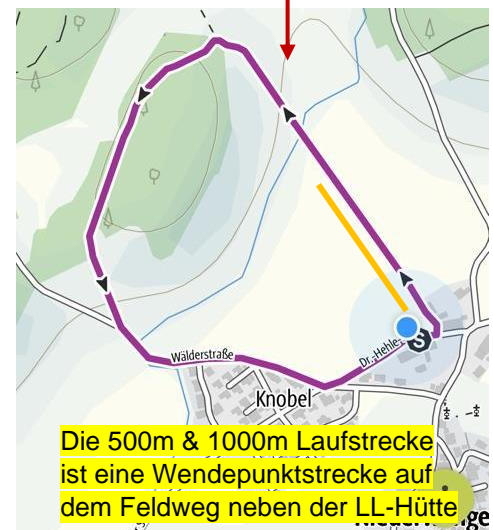 Dr.-Hehle-
S
Wälderstraße
Knobel
Die 500m & 1000m Laufstrecke
ist eine Wendepunktstrecke auf
dem Feldweg neben der LL-Hütte